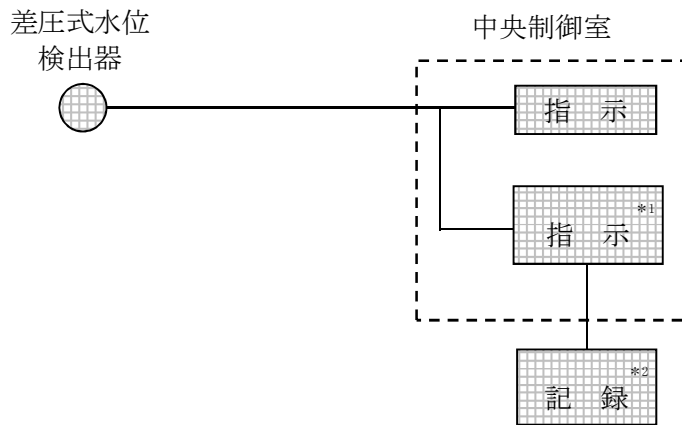 差圧式水位
検出器
中央制御室
指 示
指 示 *1
記 録 *2